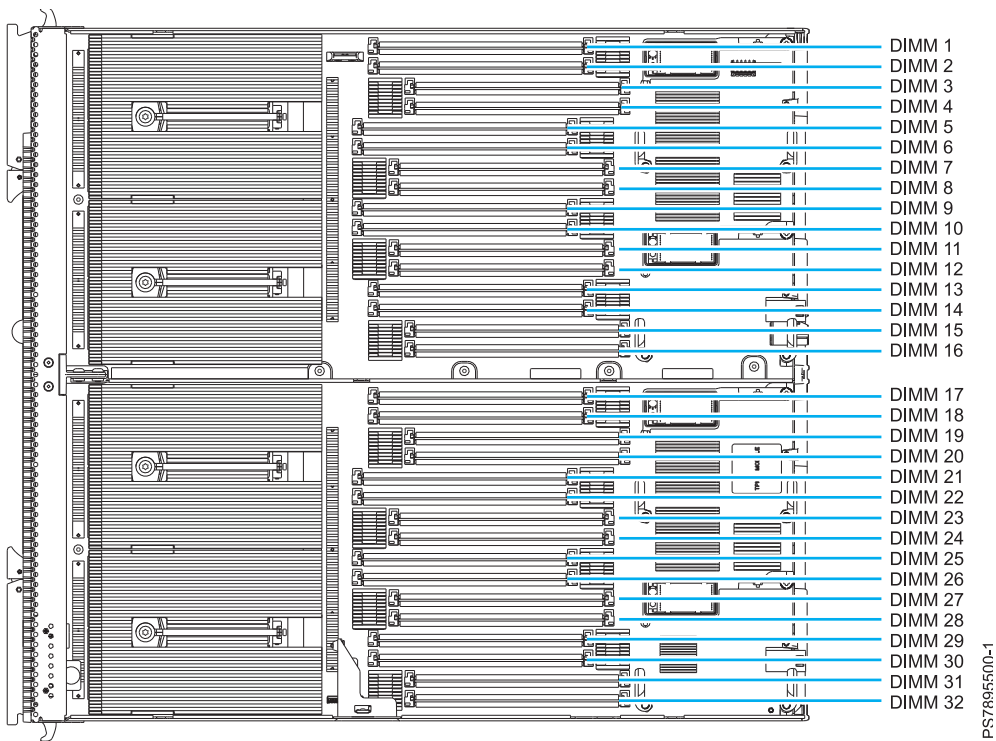 DIMM 1
DIMM 2
DIMM 3
DIMM 4
DIMM 5
DIMM 6
DIMM 7
DIMM 8
DIMM 9
DIMM 10
DIMM 11
DIMM 12
DIMM 13
DIMM 14
DIMM 15
DIMM 16
DIMM 17
DIMM 18
DIMM 19
DIMM 20
DIMM 21
DIMM 22
DIMM 23
DIMM 24
DIMM 25
DIMM 26
DIMM 27
DIMM 28
DIMM 29
DIMM 30
DIMM 31
DIMM 32
PS7895500-1